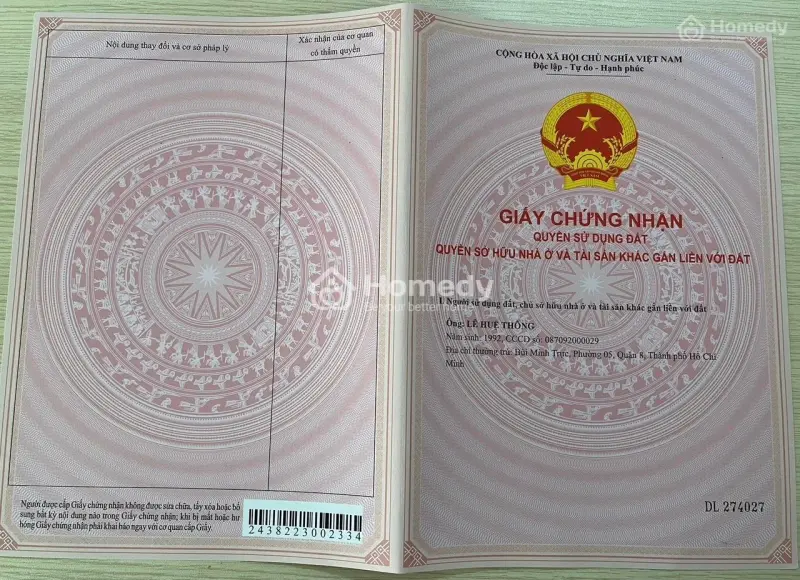 Nội dung thay đổi và cơ sở pháp lý
Xác nhận của cơ quan
có thẩm quyền
Người được cấp Giấy chứng nhận không được sửa chữa, tẩy xóa hoặc bổ
sung bất kỳ nội dung nào trong Giấy chứng nhận; khi bị mất hoặc hư
hỏng Giấy chứng nhận phải khai báo ngay với cơ quan cấp Giấy.
2438223002334
Homedy
CỘNG HÒA XÃ HỘI CHỦ NGHĨA VIỆT NAM
Độc lập - Tự do - Hạnh phúc
GIẤY CHỨNG NHẬN
QUYỀN SỬ DỤNG ĐẤT
QUYỀN SỞ HỮU NHÀ Ở VÀ TÀI SẢN KHÁC GẮN LIỀN VỚI ĐẤT
Homedy
I. Người sử dụng đất, chủ sở hữu nhà ở và tài sản khác gắn liền với đất
Ông: LÊ HUỆ THÔNG
Năm sinh: 1992, CCCD số: 087092000029
Địa chỉ thường trú: Bùi Minh Trực, Phường 05, Quận 8, Thành phố Hồ Chí
Minh
DL 274027